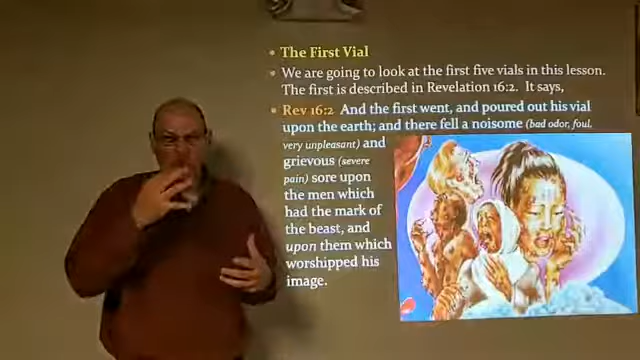 The First Vial
We are going to look at the first five vials in this lesson.
The first is described in Revelation 16:2. It says,
Rev 16:2 And the first went, and poured out his vial
upon the earth; and there fell a noisome (bad odor, foul,
very unpleasant) and
grievous (severe
pain) sore upon
the men which
had the mark of
the beast, and
upon them which
worshipped his
image.